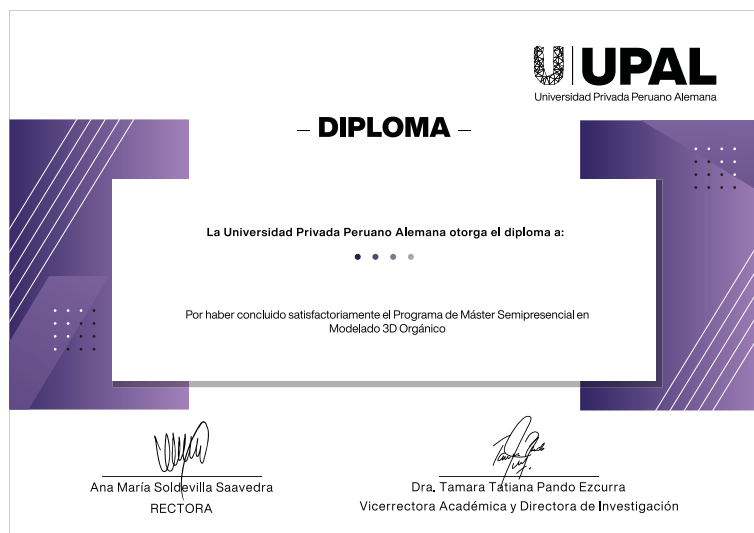 UPAL
Universidad Privada Peruano Alemana
– DIPLOMA –
La Universidad Privada Peruano Alemana otorga el diploma a:
Por haber concluido satisfactoriamente el Programa de Máster Semipresencial en
Modelado 3D Orgánico
Ana María Soldevilla Saavedra
RECTORA
Dra. Tamara Tatiana Pando Ezcurra
Vicerrectora Académica y Directora de Investigación